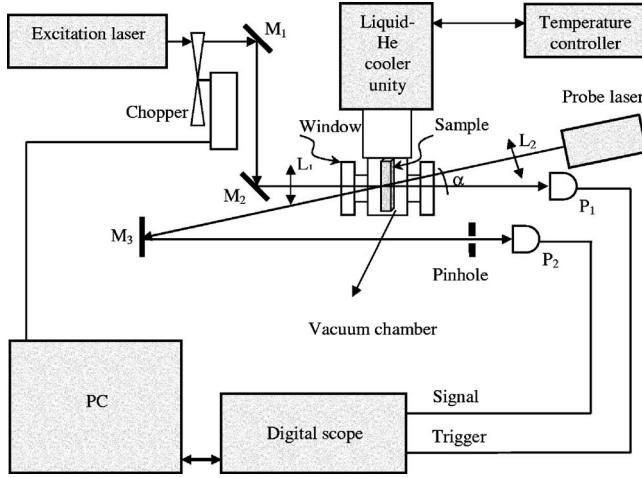 Excitation laser
M1
Liquid-
He
cooler
unity
Temperature
controller
Chopper
Probe laser
Window
Sample
L1
L2
M2
α
P1
M3
P2
Pinhole
Vacuum chamber
PC
Digital scope
Signal
Trigger